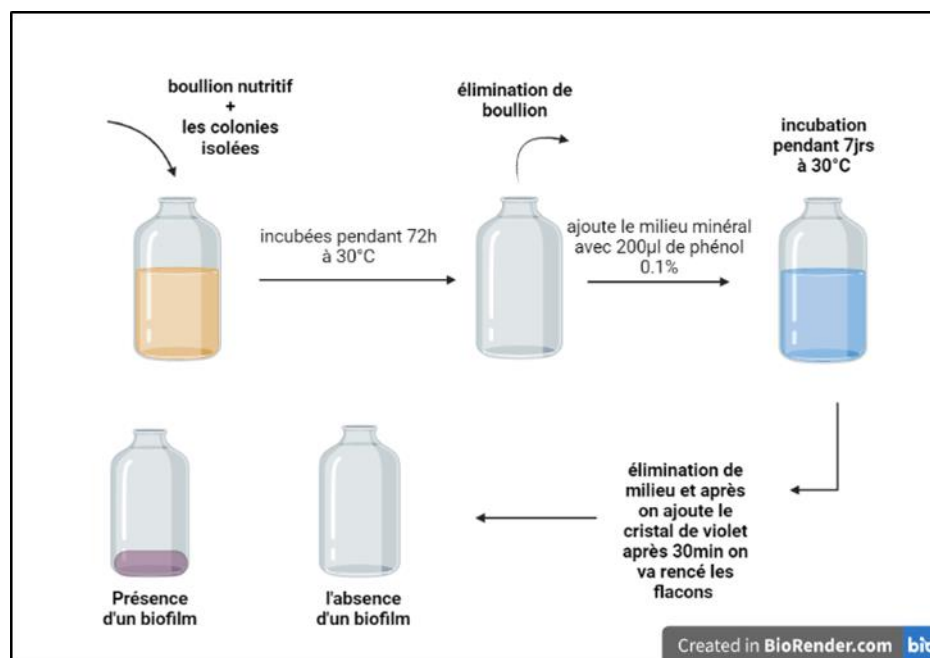 boullion nutritif
+
les colonies
isolées
incubées pendant 72h
à 30°C
élimination de
boullion
ajoute le milieu minéral
avec 200µl de phénol
0.1%
incubation
pendant 7jrs
à 30°C
élimination de
milieu et après
on ajoute le
cristal de violet
après 30min on
va rencé les
flacons
Présence
d'un biofilm
l'absence
d'un biofilm
Created in BioRender.com bio